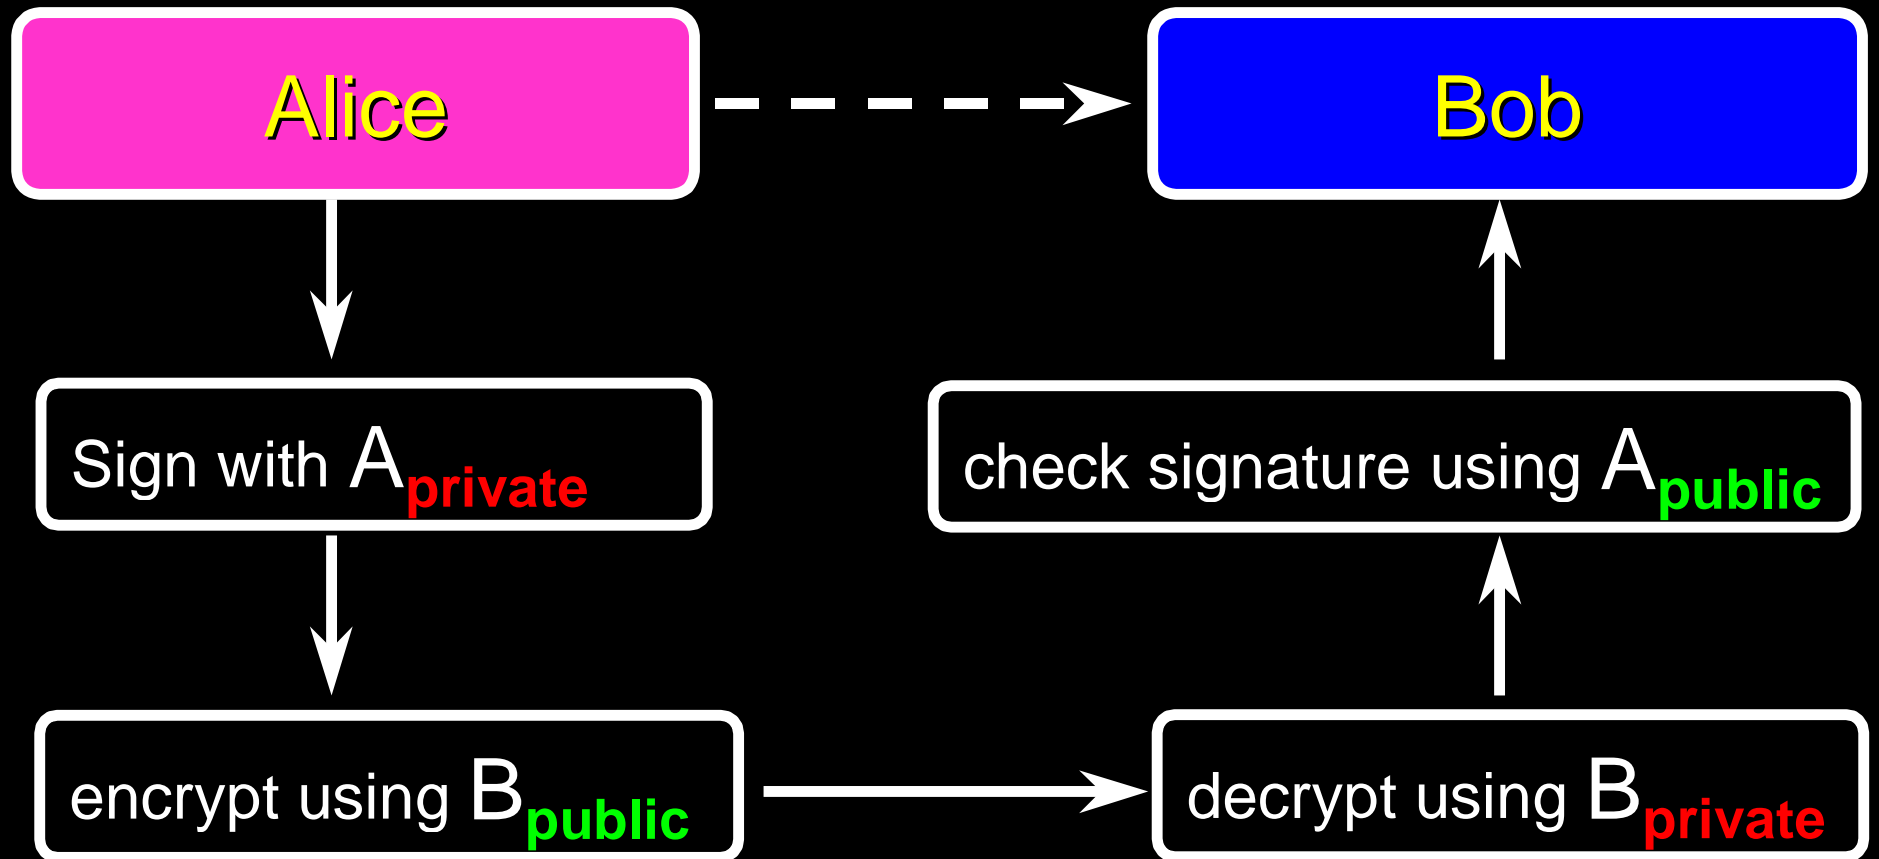 Alice
Bob
Sign with Aprivate
check signature using Apublic
encrypt using Bpublic
decrypt using Bprivate